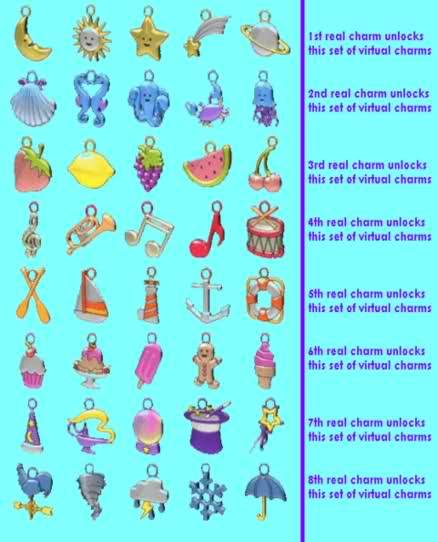 1st real charm unlocks
this set of virtual charms
2nd real charm unlocks
this set of virtual charms
3rd real charm unlocks
this set of virtual charms
4th real charm unlocks
this set of virtual charms
5th real charm unlocks
this set of virtual charms
6th real charm unlocks
this set of virtual charms
7th real charm unlocks
this set of virtual charms
8th real charm unlocks
this set of virtual charms